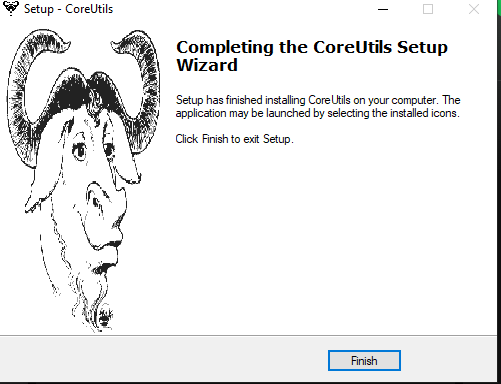 Setup - CoreUtils
Completing the CoreUtils Setup
Wizard
Setup has finished installing CoreUtils on your computer. The
application may be launched by selecting the installed icons.
Click Finish to exit Setup.
Finish